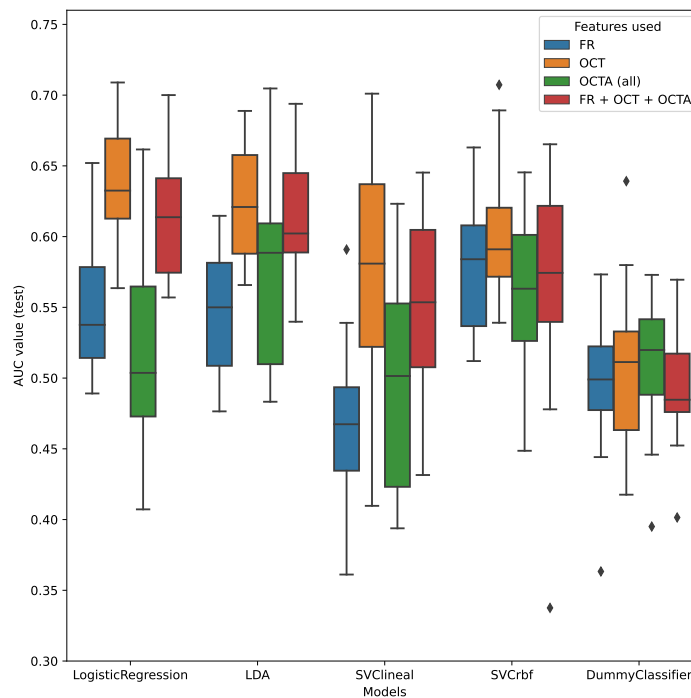 Features used
FR
OCT
OCTA (all)
FR + OCT + OCTA
0.75
0.70
0.65
0.60
0.55
0.50
0.45
0.40
0.35
0.30
AUC value (test)
LogisticRegression
LDA
SVClineal
SVCrbf
DummyClassifier
Models